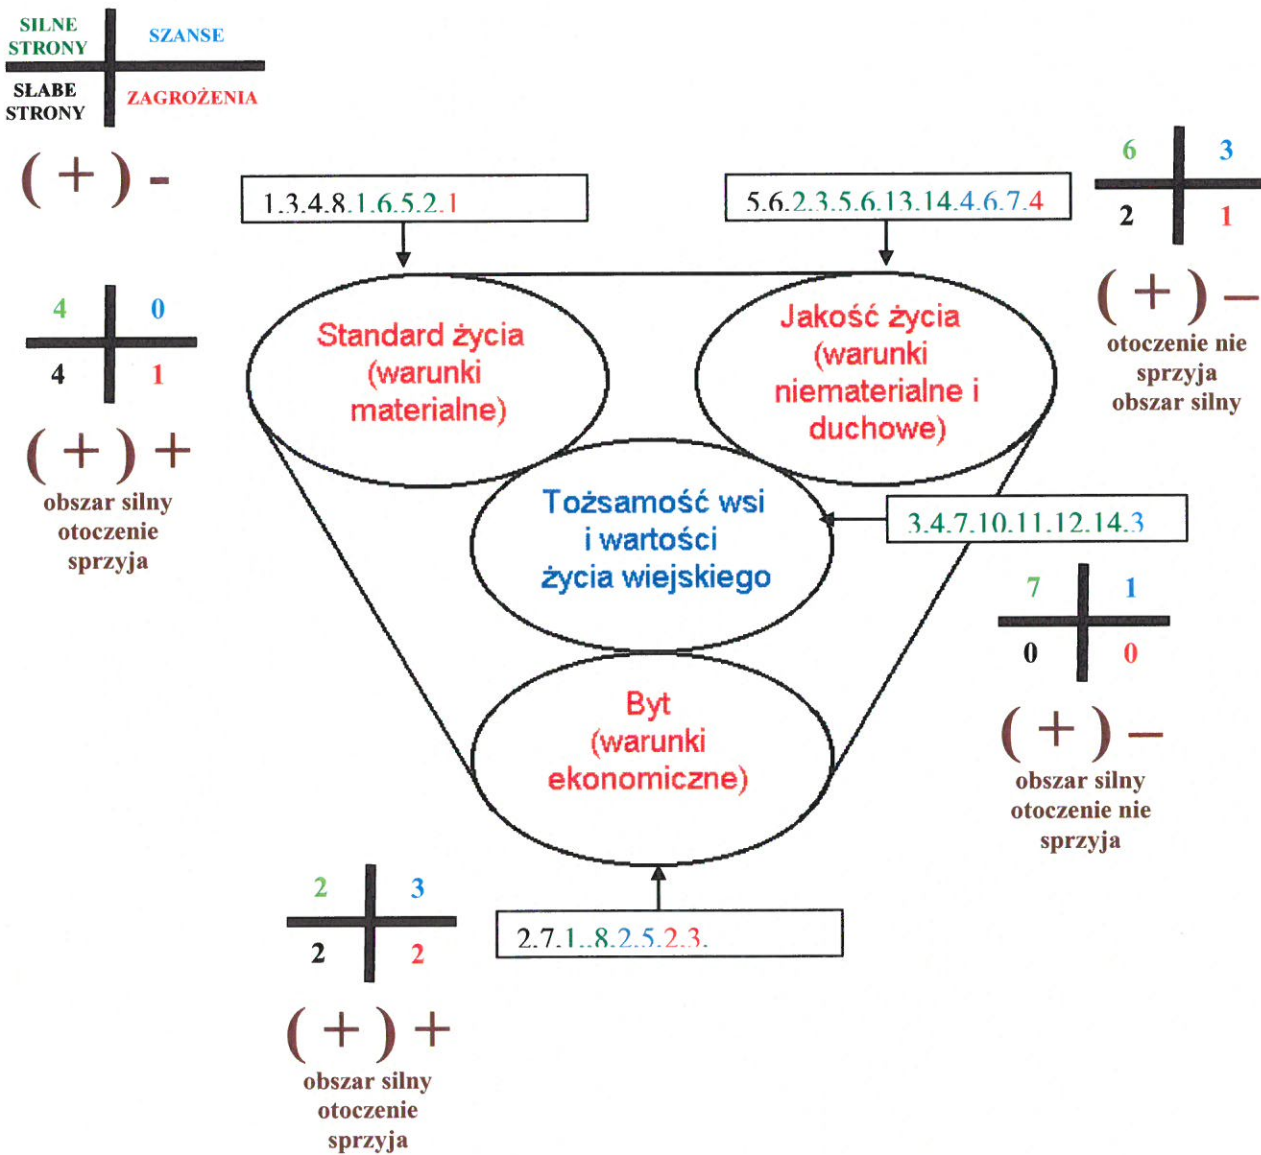 SILNE
STRONY
SZANSE
SŁABE
STRONY
ZAGROŻENIA
( + ) -
1.3.4.8.1.6.5.2.1
5.6.2.3.5.6.13.14.4.6.7.4
6 3
2 1
( + ) –
otoczenie nie
sprzyja
obszar silny
4 0
4 1
( + ) +
obszar silny
otoczenie
sprzyja
Standard życia
(warunki
materialne)
Jakość życia
(warunki
niematerialne i
duchowe)
Tożsamość wsi
i wartości
życia wiejskiego
3.4.7.10.11.12.14.3
7 1
0 0
( + ) –
obszar silny
otoczenie nie
sprzyja
Byt
(warunki
ekonomiczne)
2 3
2 2
( + ) +
obszar silny
otoczenie
sprzyja
2.7.1..8.2.5.2.3.